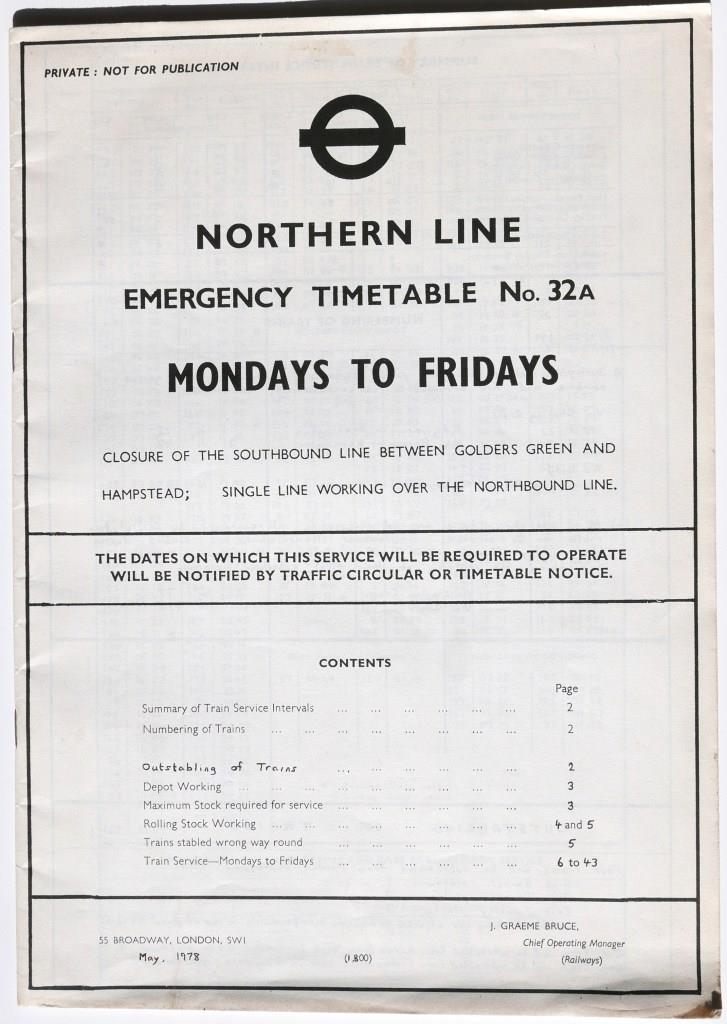 PRIVATE : NOT FOR PUBLICATION
NORTHERN LINE
EMERGENCY TIMETABLE No. 32A
MONDAYS TO FRIDAYS
CLOSURE OF THE SOUTHBOUND LINE BETWEEN GOLDERS GREEN AND
HAMPSTEAD; SINGLE LINE WORKING OVER THE NORTHBOUND LINE.
THE DATES ON WHICH THIS SERVICE WILL BE REQUIRED TO OPERATE
WILL BE NOTIFIED BY TRAFFIC CIRCULAR OR TIMETABLE NOTICE.
CONTENTS
Page
Summary of Train Service Intervals ... ... ... ... ... ... 2
Numbering of Trains ... ... ... ... ... ... ... ... 2
Outstabling of Trains ... ... ... ... ... ... 2
Depot Working ... ... ... ... ... ... ... ... ... 3
Maximum Stock required for service ... ... ... ... ... ... 3
Rolling Stock Working ... ... ... ... ... ... ... ... 4 and 5
Trains stabled wrong way round ... ... ... ... ... ... 5
Train Service—Mondays to Fridays ... ... ... ... ... ... 6 to 43
55 BROADWAY, LONDON, SW1
May, 1978
(1,800)
J. GRAEME BRUCE,
Chief Operating Manager
(Railways)